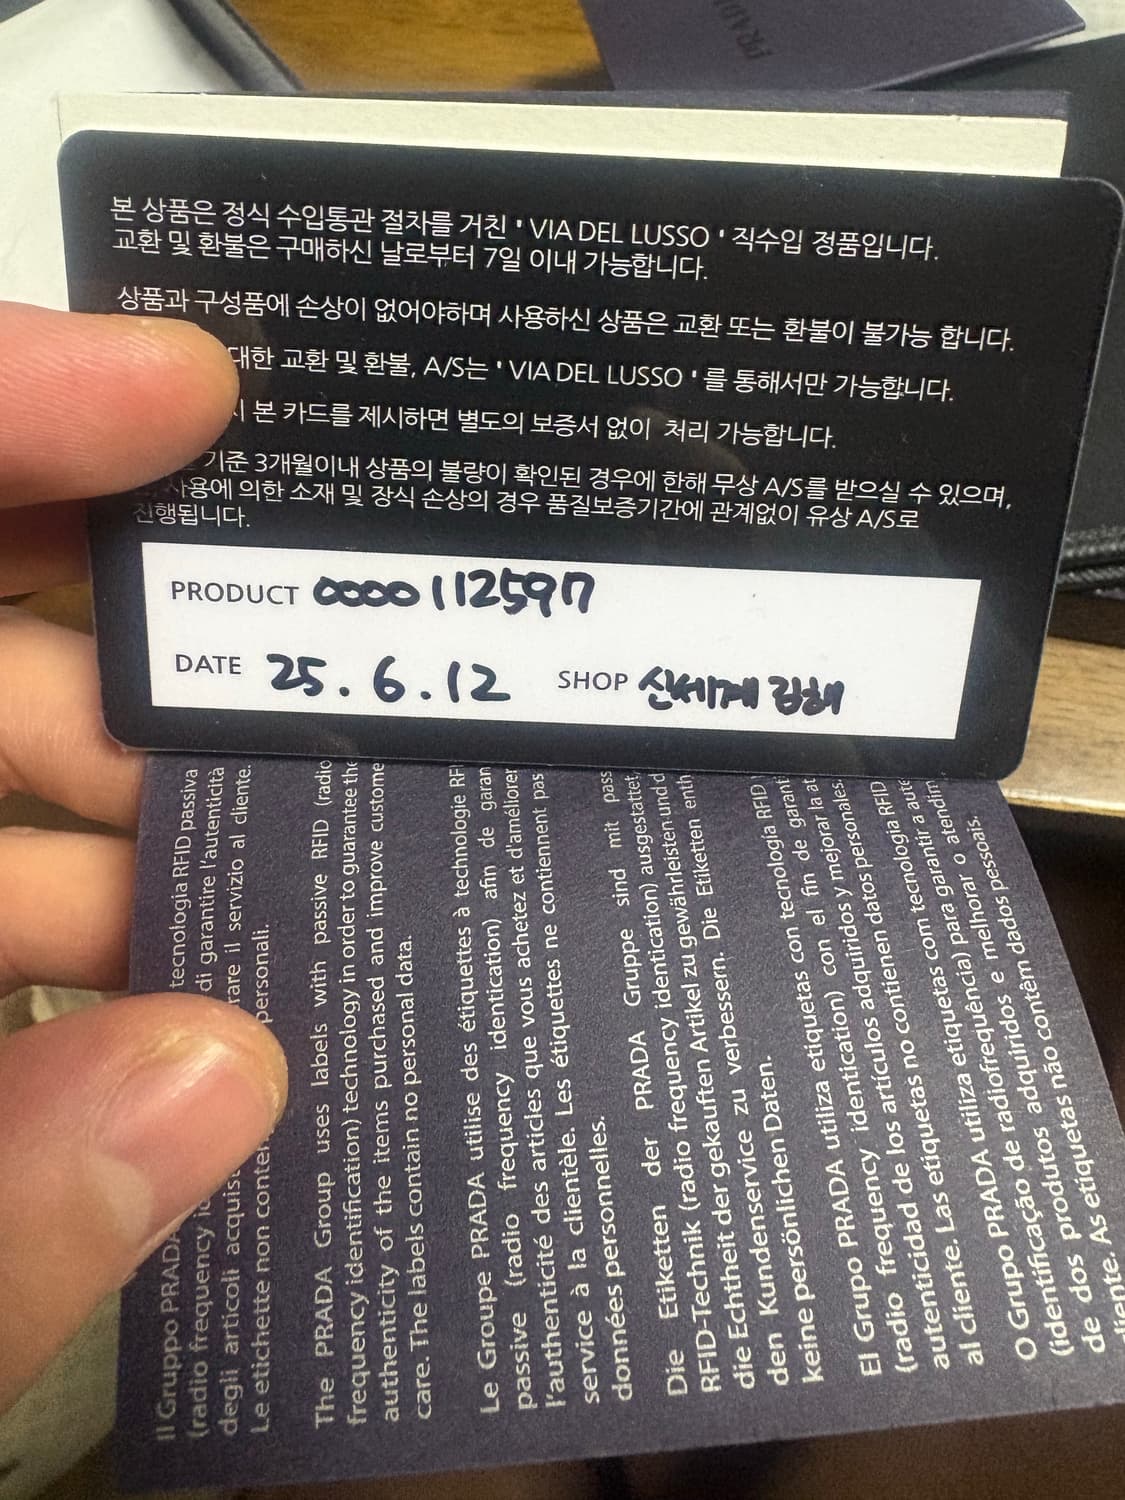 PRAD
본 상품은 정식 수입통관 절차를 거친 ' VIA DEL LUSSO ' 직수입 정품입니다.
교환 및 환불은 구매하신 날로부터 7일 이내 가능합니다.
상품과 구성품에 손상이 없어야하며 사용하신 상품은 교환 또는 환불이 불가능 합니다.
대한 교환 및 환불, A/S는 ' VIA DEL LUSSO ' 를 통해서만 가능합니다.
본 카드를 제시하면 별도의 보증서 없이 처리 가능합니다.
기준 3개월이내 상품의 불량이 확인된 경우에 한해 무상 A/S를 받으실 수 있으며,
의한 소재 및 장식 손상의 경우 품질보증기간에 관계없이 유상 A/S로
진행됩니다.
PRODUCT 0000112597
DATE 25.6.12 SHOP 신세계 김해
Il Gruppo PRADA tecnologia RFID passiva
(radio frequency di garantire l'autenticità
degli articoli il servizio al cliente.
Le etichette non personali.
The PRADA Group uses labels with passive RFID (radio
frequency identification) technology in order to guarantee the
authenticity of the items purchased and improve custome
care. The labels contain no personal data.
Le Groupe PRADA utilise des étiquettes à technologie RF
passive (radio frequency identication) afin de garan
l'authenticité des articles que vous achetez et d'améliorer
service à la clientèle. Les étiquettes ne contiennent pas
données personnelles.
Die Etiketten der PRADA Gruppe sind mit pass
RFID-Technik (radio frequency identication) ausgestattet,
die Echtheit der gekauften Artikel zu gewährleisten und
den Kundenservice zu verbessern. Die Etiketten enth
keine persönlichen Daten.
El Grupo PRADA utiliza etiquetas con tecnología RFID
(radio frequency identication) con el fin de garanti
autenticidad de los artículos adquiridos y mejorar la at
al cliente. Las etiquetas no contienen datos personales
O Grupo PRADA utiliza etiquetas com tecnologia RFID
(identificação de radiofrequência) para garantir a aute
de dos produtos adquiridos e melhorar o atendim
cliente. As etiquetas não contêm dados pessoais.